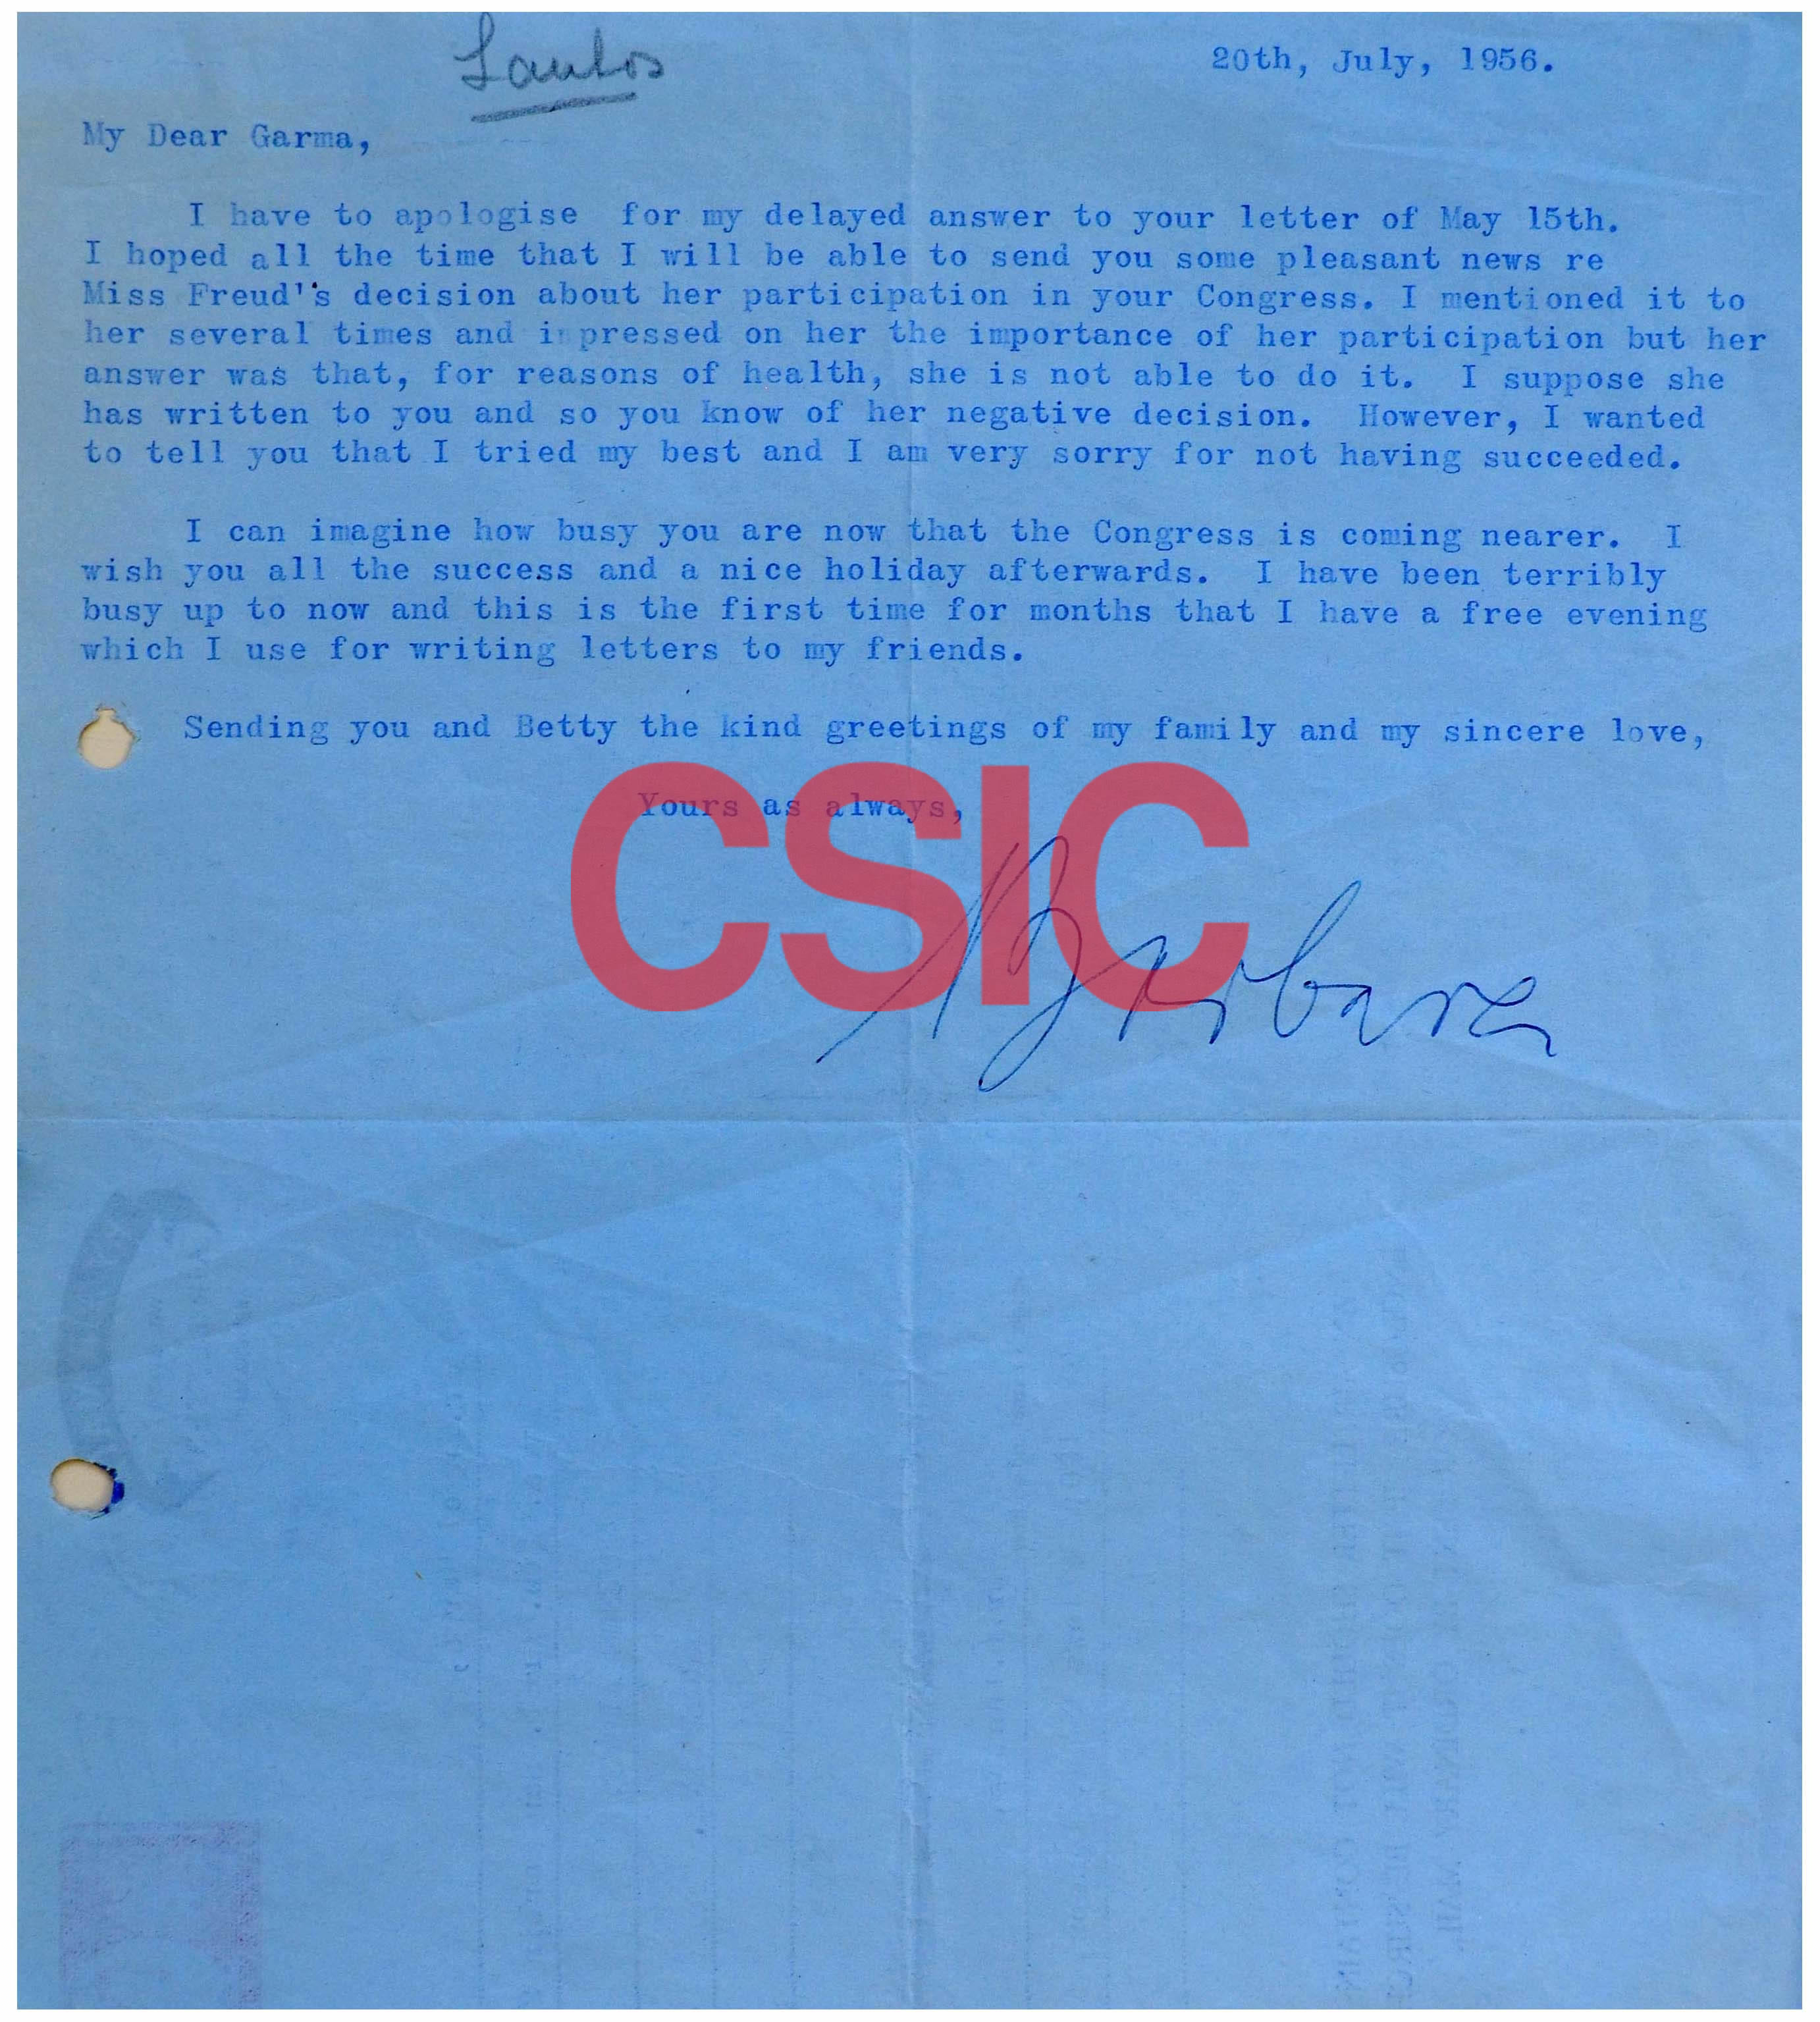 20th, July, 1956.
My Dear Garma,
I have to apologise for my delayed answer to your letter of May 15th.
I hoped all the time that I will be able to send you some pleasant news re
Miss Freud's decision about her participation in your Congress. I mentioned it to
her several times and impressed on her the importance of her participation but her
answer was that, for reasons of health, she is not able to do it. I suppose she
has written to you and so you know of her negative decision. However, I wanted
to tell you that I tried my best and I am very sorry for not having succeeded.
I can imagine how busy you are now that the Congress is coming nearer. I
wish you all the success and a nice holiday afterwards. I have been terribly
busy up to now and this is the first time for months that I have a free evening
which I use for writing letters to my friends.
Sending you and Betty the kind greetings of my family and my sincere love,
Yours as always,
CSIC
Barbara